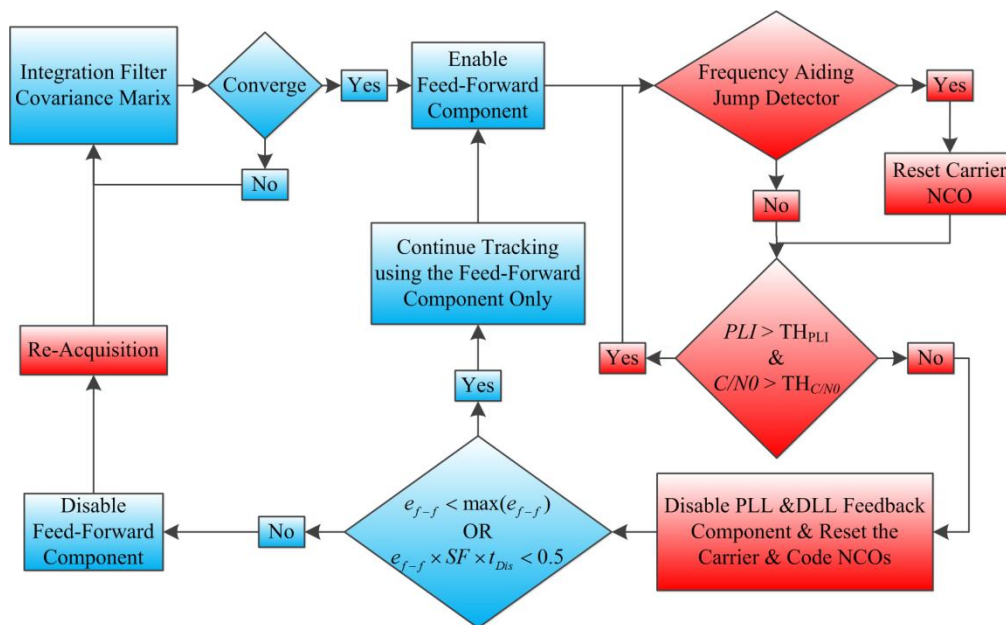 Integration Filter
Covariance Marix
Converge
Yes
No
Enable
Feed-Forward
Component
Frequency Aiding
Jump Detector
Yes
No
Reset Carrier
NCO
Continue Tracking
using the Feed-Forward
Component Only
Re-Acquisition
PLI > TH_PLI
&
C/N0 > TH_C/N0
Yes
No
Yes
Disable
Feed-Forward
Component
No
e_f-f < max(e_f-f)
OR
e_f-f × SF × t_Dis < 0.5
Disable PLL &DLL Feedback
Component & Reset the
Carrier & Code NCOs